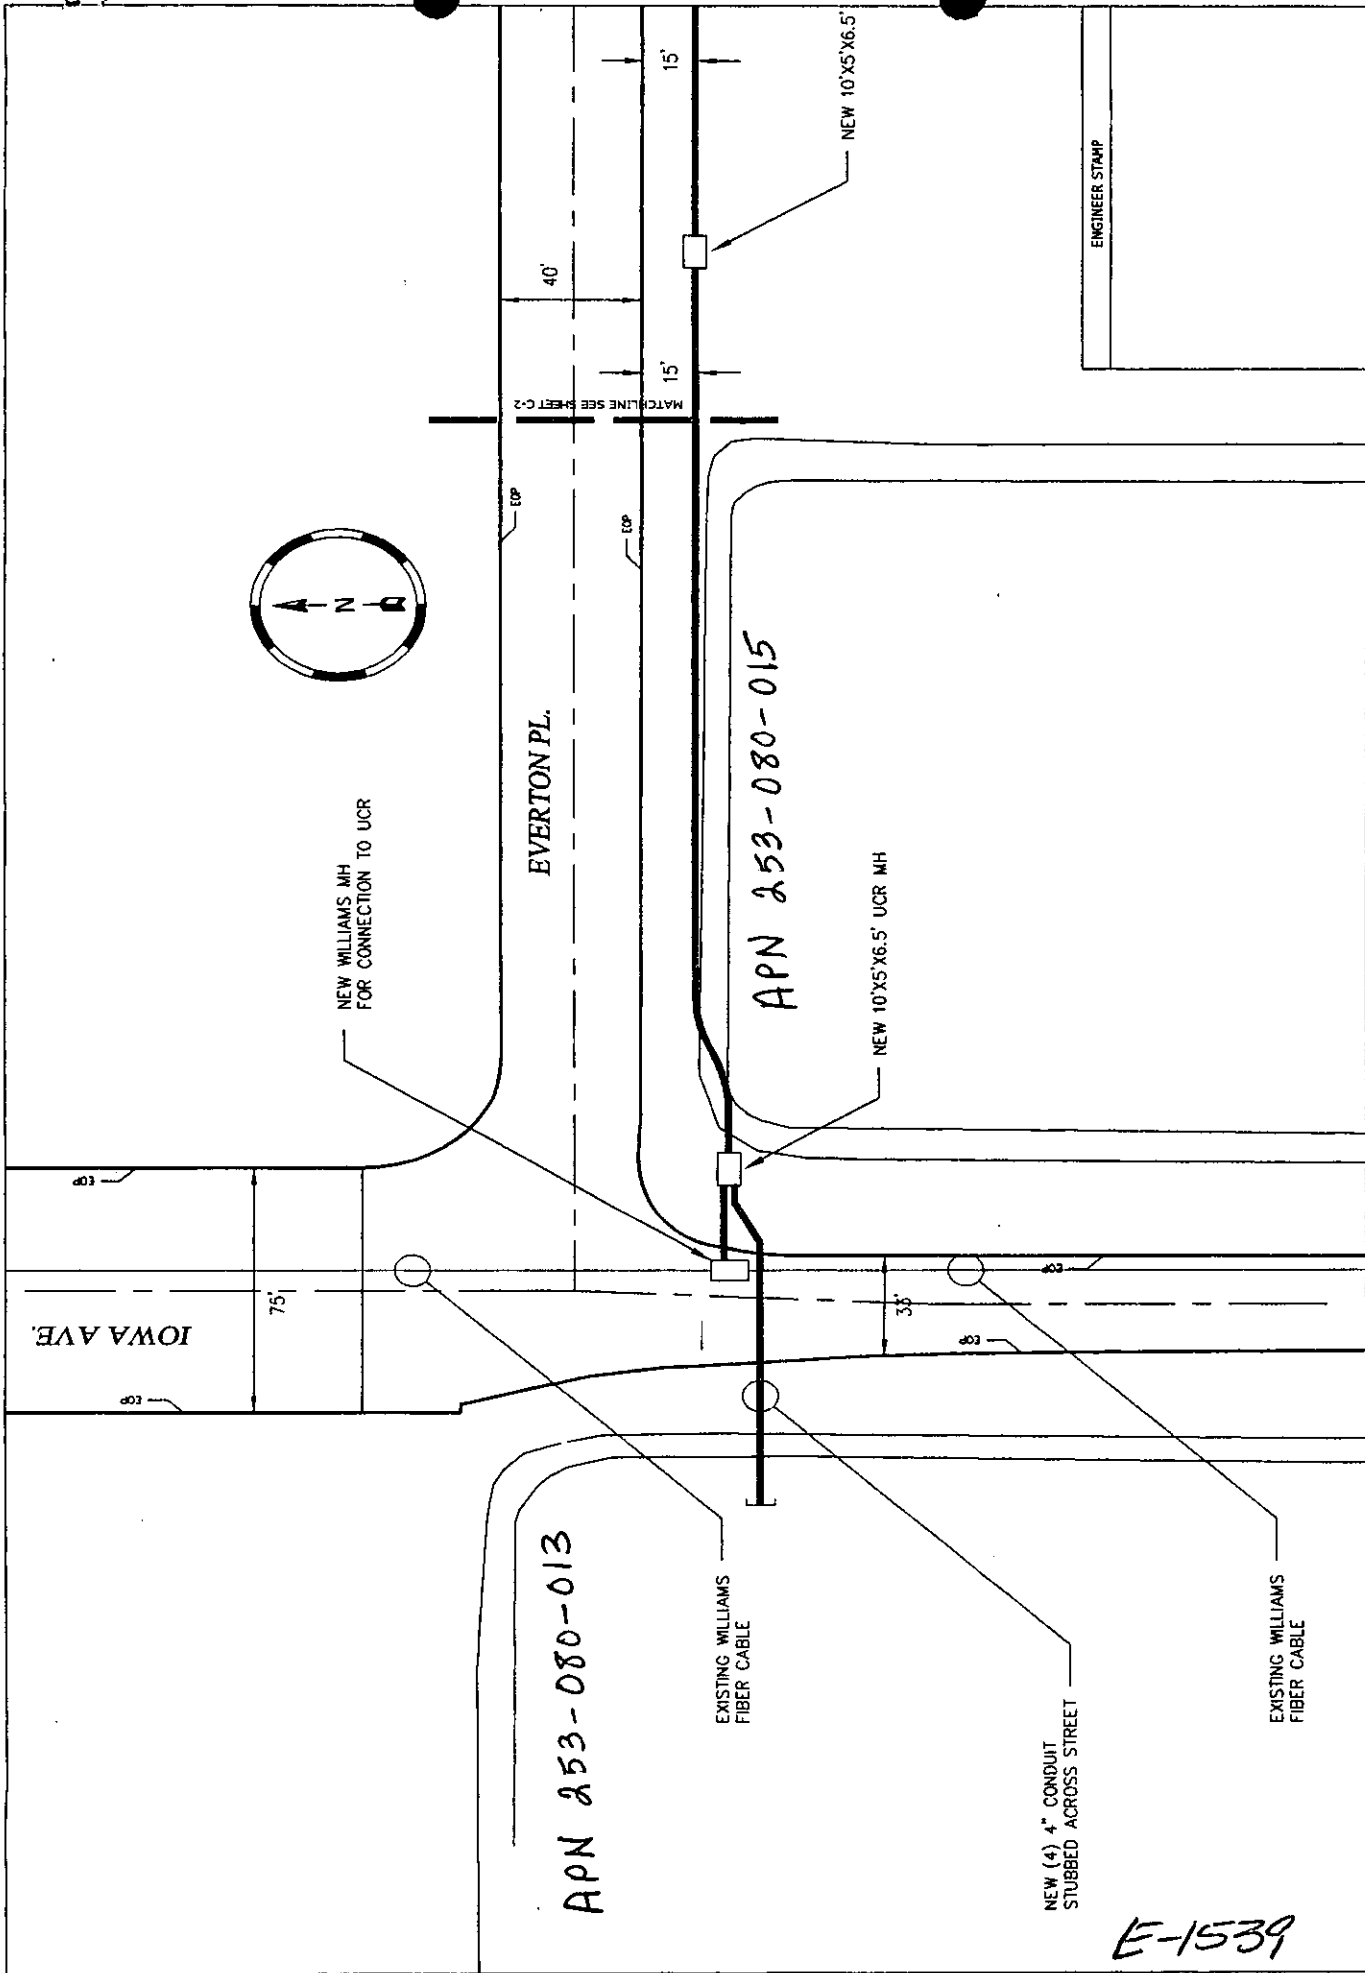 IOWA AVE.
EOP
EOP
75'
NEW WILLIAMS MH
FOR CONNECTION TO UCR
N
EVERTON PL.
EOP
EOP
40'
MATCHLINE SEE SHEET C-2
15'
15'
NEW 10'X5'X6.5'
APN 253-080-013
EXISTING WILLIAMS
FIBER CABLE
APN 253-080-015
NEW 10'X5'X6.5' UCR MH
33'
EOP
EOP
NEW (4) 4" CONDUIT
STUBBED ACROSS STREET
EXISTING WILLIAMS
FIBER CABLE
ENGINEER STAMP
E-1539